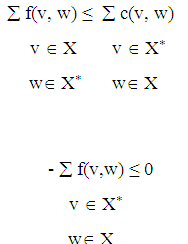 ∑ f(v, w) ≤ ∑ c(v, w)
v ∈ X v ∈ X*
w∈ X* w∈ X
- ∑ f(v,w) ≤ 0
v ∈ X*
w∈ X